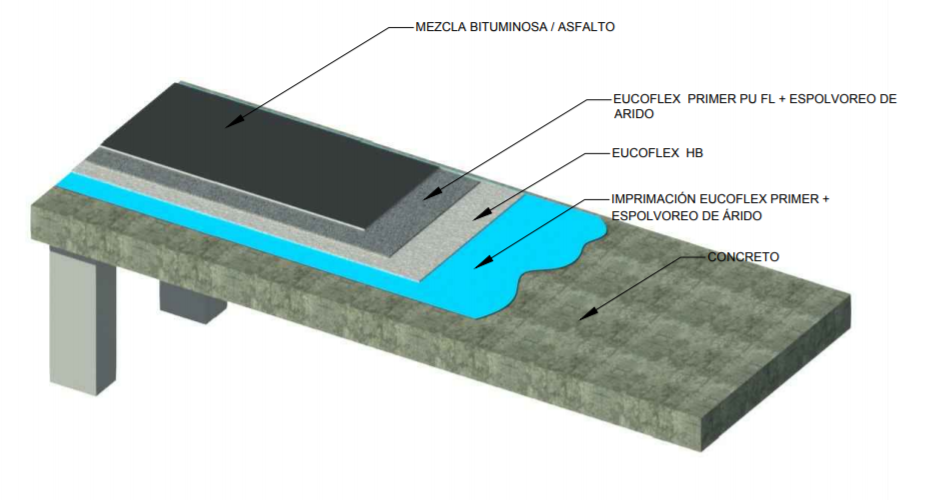 MEZCLA BITUMINOSA / ASFALTO
EUCOFLEX PRIMER PU FL + ESPOLVOREO DE
ARIDO
EUCOFLEX HB
IMPRIMACIÓN EUCOFLEX PRIMER +
ESPOLVOREO DE ÁRIDO
CONCRETO